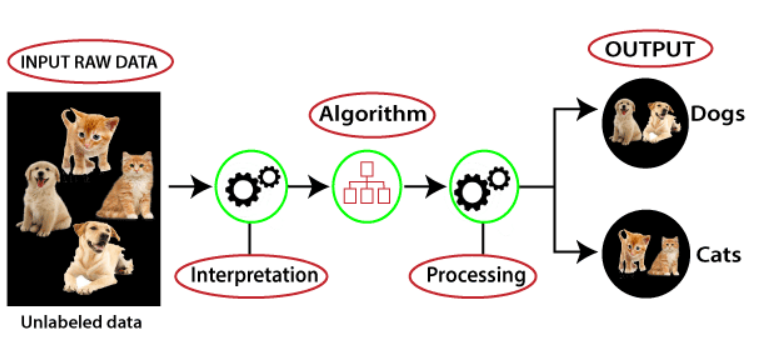 INPUT RAW DATA
OUTPUT
Algorithm
Dogs
Interpretation
Processing
Cats
Unlabeled data